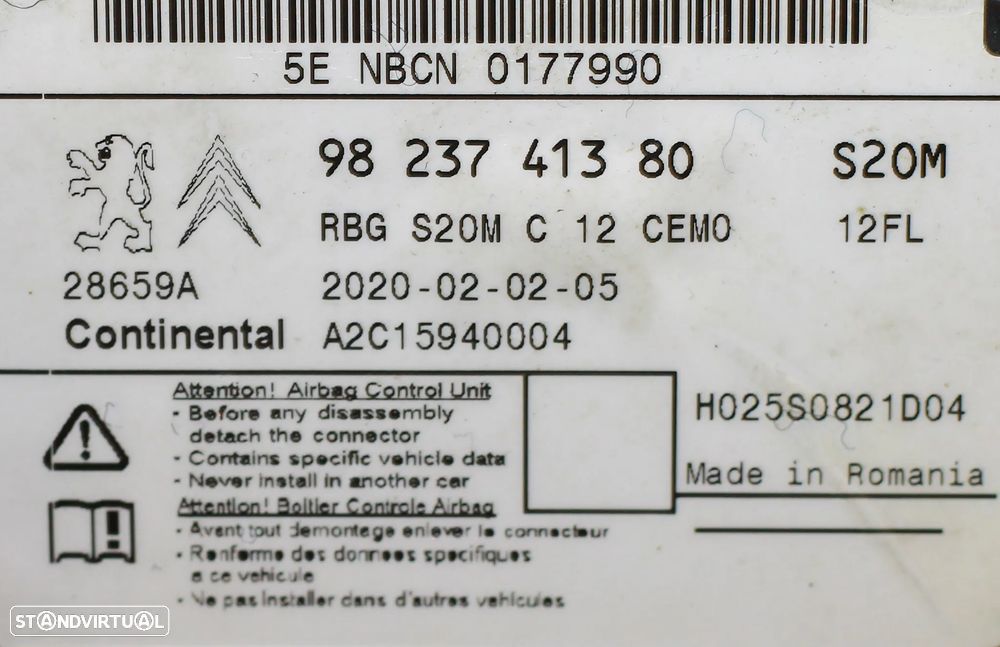 5E NBCN 0177990
98 237 413 80 S20M
RBG S20M C 12 CEM0 12FL
28659A 2020-02-02-05
Continental A2C15940004
Attention! Airbag Control Unit
- Before any disassembly
detach the connector
- Contains specific vehicle data
- Never install in another car
H025S0821D04
Made in Romania
Attention! Boitier Controle Airbag
- Avant tout demontage enlever le connecteur
- Renferme des donnees specifiques
a ce vehicule
- Ne pas installer dans d'autres vehicules
STANDVIRTUAL